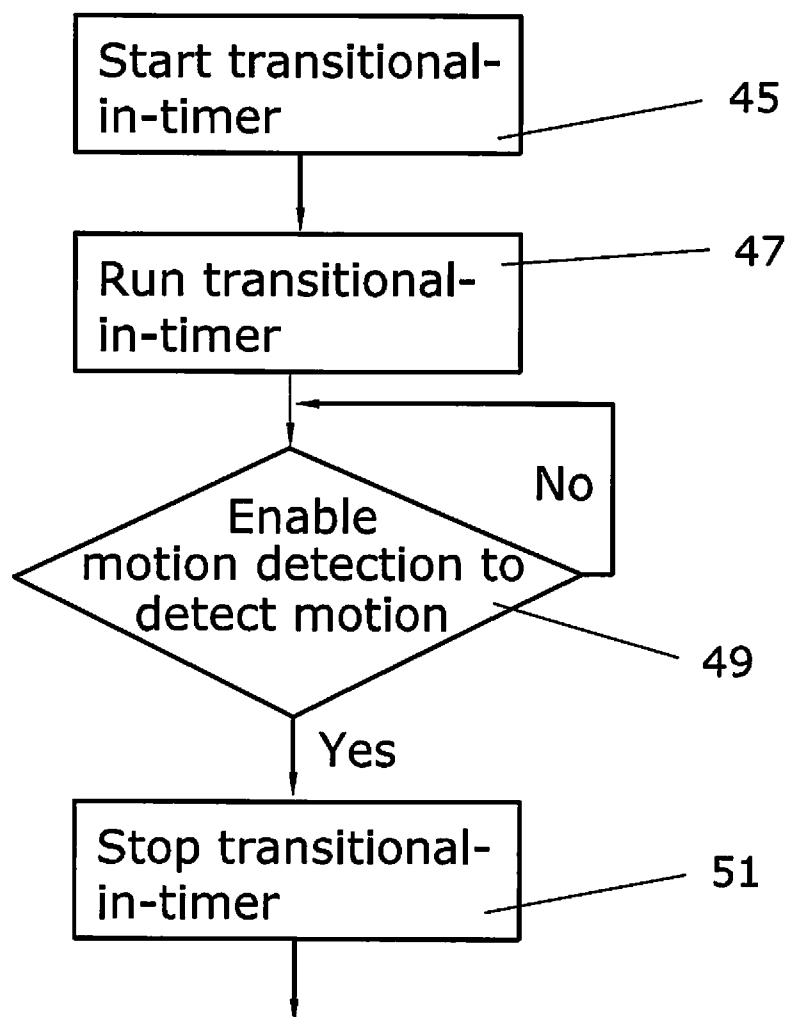 Start transitional-
in-timer
45
Run transitional-
in-timer
47
No
Enable
motion detection to
detect motion
49
Yes
Stop transitional-
in-timer
51